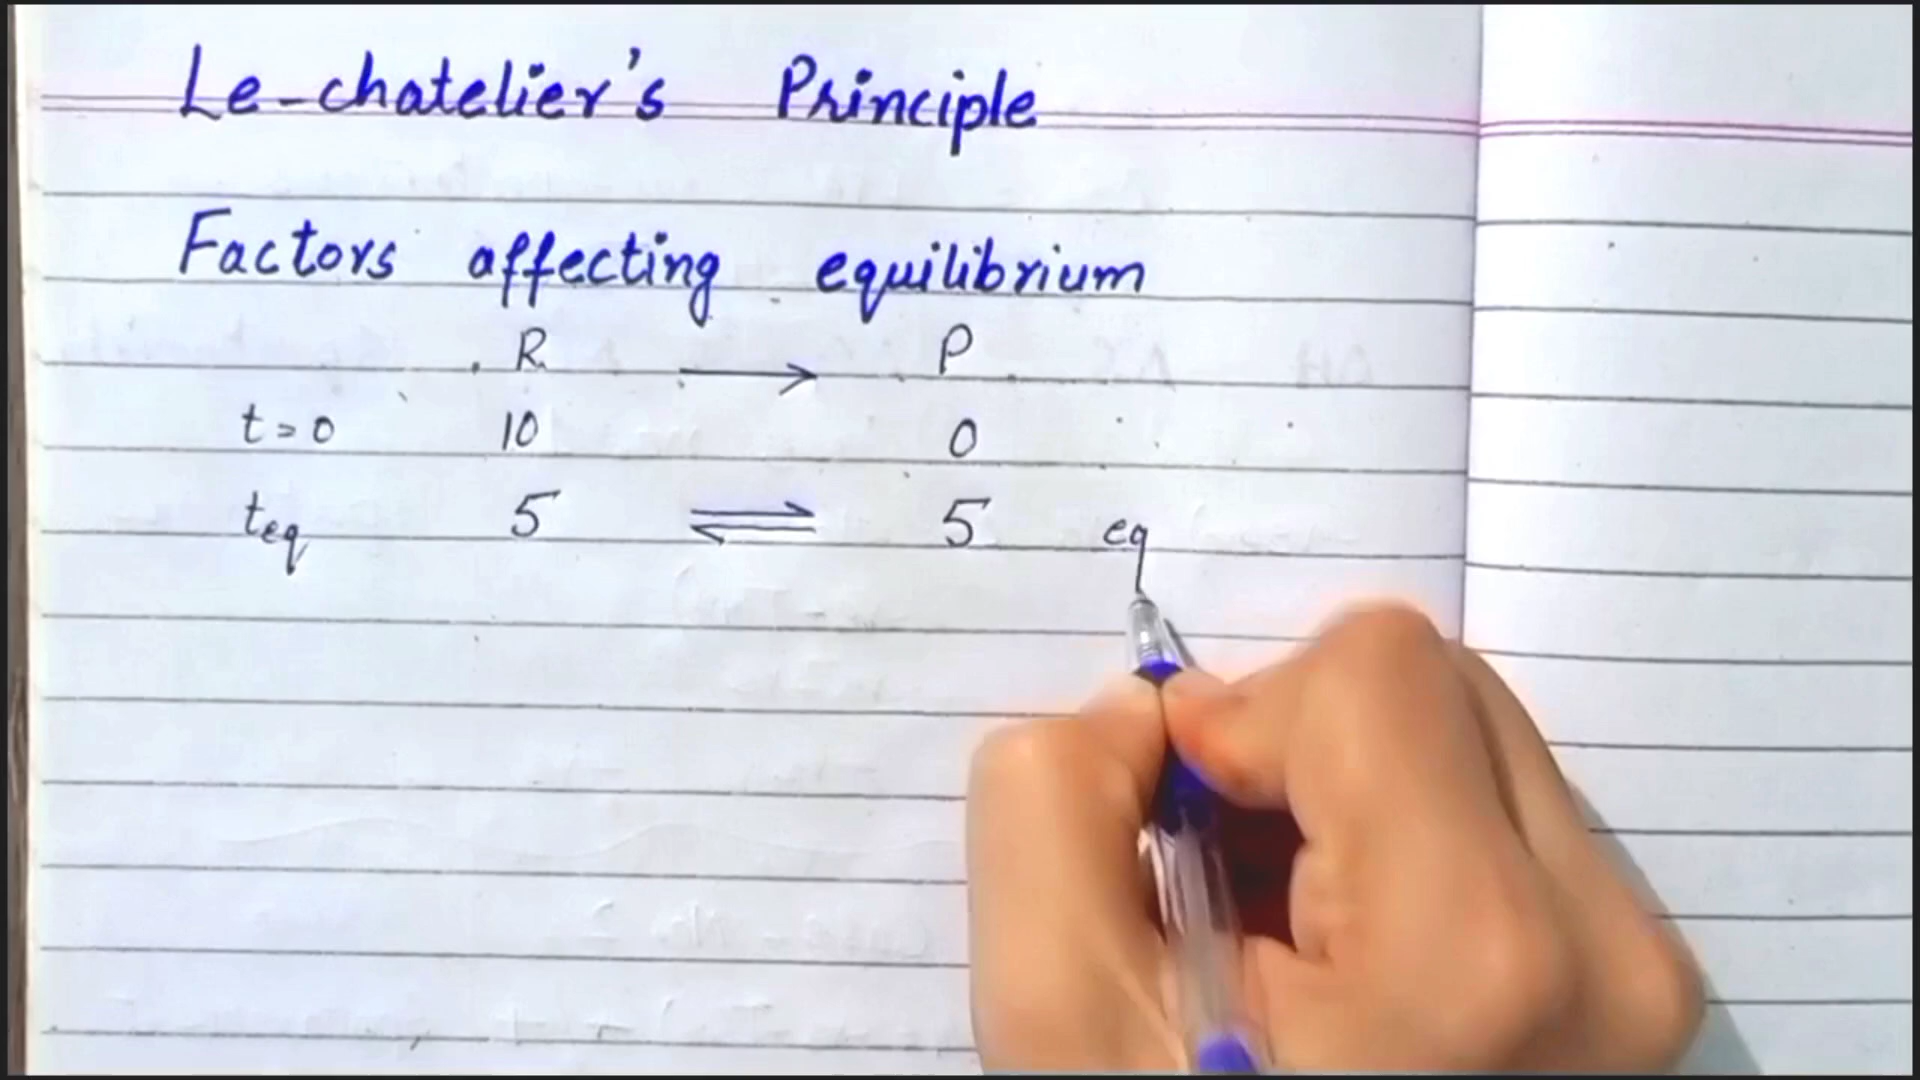 Le-chatelier's Principle
Factors affecting equilibrium
R → P
t=0 10 0
teq 5 ⇌ 5 eq